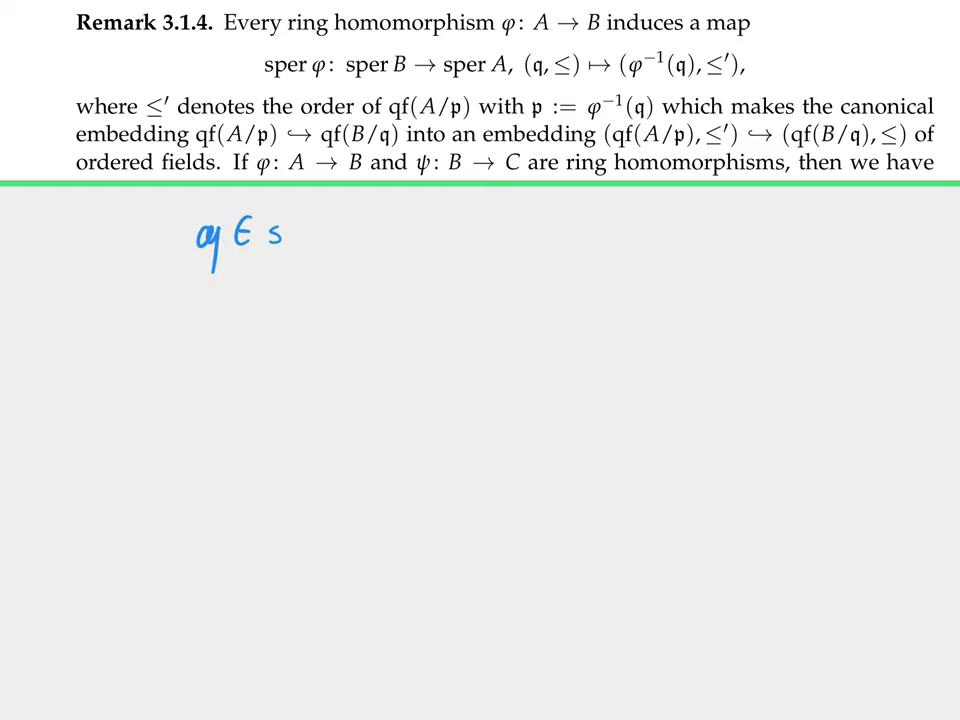 Remark 3.1.4. Every ring homomorphism φ: A → B induces a map
sper φ: sper B → sper A, (𝔮, ≤) ↦ (φ⁻¹(𝔮), ≤′),
where ≤′ denotes the order of qf(A/𝔭) with 𝔭 := φ⁻¹(𝔮) which makes the canonical
embedding qf(A/𝔭) ↪ qf(B/𝔮) into an embedding (qf(A/𝔭), ≤′) ↪ (qf(B/𝔮), ≤) of
ordered fields. If φ: A → B and ψ: B → C are ring homomorphisms, then we have
𝔮 ∈ s